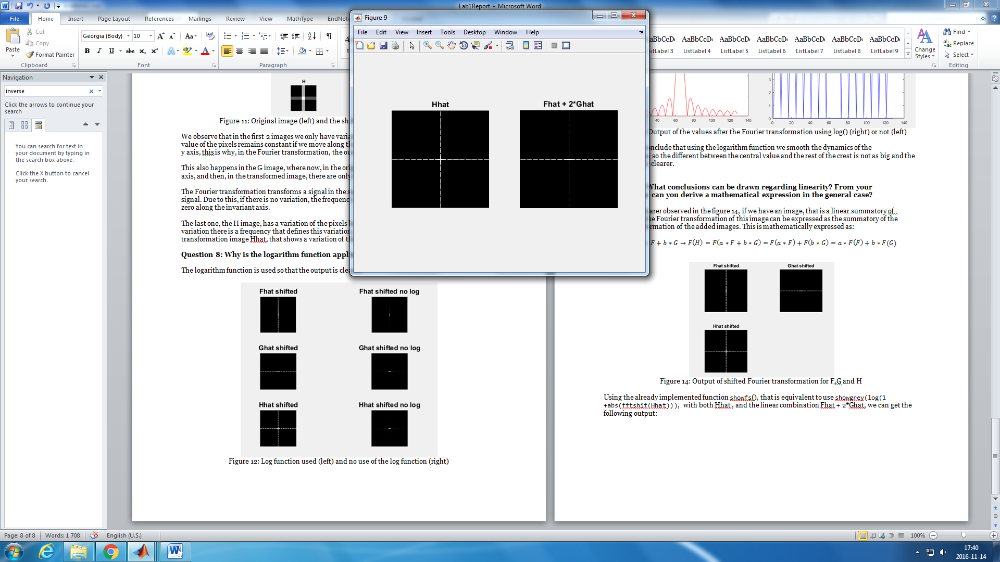 Lab1Report - Microsoft Word
File Home Insert Page Layout References Mailings Review View MathType
Cut
Copy
Format Painter
Paste
Clipboard
Georgia (Body) 10
Font
Paragraph
ListLabel 3 ListLabel 4 ListLabel 5 ListLabel 6 ListLabel 7 ListLabel 8 ListLabel 9
Change Styles
Find
Replace
Select
Editing
Navigation
inverse
Click the arrows to continue your
search
You can search for text in
your document by typing in
the search box above.
Click the X button to cancel
your search.
H
Figure 11: Original image (left) and the
We observe that in the first 2 images we only have
value of the pixels remains constant if we move along
y axis, this is why, in the Fourier transformation, the
This also happens in the G image, where now, in the
axis, and then, in the transformed image, there are
The Fourier transformation transforms a signal in the
signal. Due to this, if there is no variation, the
zero along the invariant axis.
The last one, the H image, has a variation of the pixels
variation there is a frequency that defines this
transformation image Hhat, that shows a variation of
Question 8: Why is the logarithm function
The logarithm function is used so that the output is
Fhat shifted
Fhat shifted no log
Ghat shifted
Ghat shifted no log
Hhat shifted
Hhat shifted no log
Figure 12: Log function used (left) and no use of the log function (right)
Figure 9
File Edit View Insert Tools Desktop Window Help
Hhat
Fhat + 2*Ghat
40 60 80 100 120 140
3
2
1
0
0 20 40 60 80 100 120 140
Output of the values after the Fourier transformation using log() (right) or not (left)
that using the logarithm function we smooth the dynamics of the
so the different between the central value and the rest of the crest is not as big and the
clearer.
What conclusions can be drawn regarding linearity? From your
can you derive a mathematical expression in the general case?
observed in the figure 14, if we have an image, that is a linear summatory of
Fourier transformation of this image can be expressed as the summatory of the
of the added images. This is mathematically expressed as:
F + b ∗ G → F(H) = F(a ∗ F + b ∗ G) = F(a ∗ F) + F(b ∗ G) = a ∗ F(F) + b ∗ F(G)
Fhat shifted
Ghat shifted
Hhat shifted
Figure 14: Output of shifted Fourier transformation for F,G and H
Using the already implemented function showfs(), that is equivalent to use showgrey(log(1
+abs(fftshif(Hhat))), with both Hhat , and the linear combination Fhat + 2*Ghat, we can get the
following output:
Page: 8 of 8 Words: 1 708 English (U.S.)
100%
17:40
2016-11-14